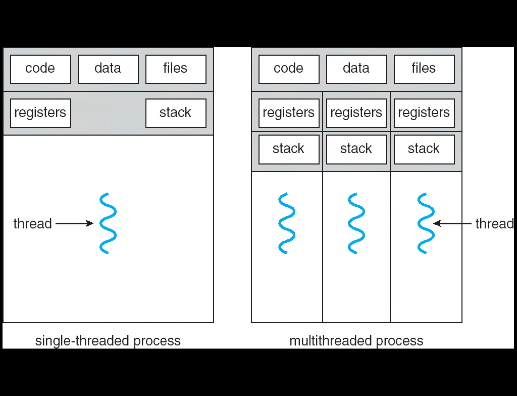 code data files
registers stack
thread
single-threaded process
code data files
registers registers registers
stack stack stack
thread
multithreaded process